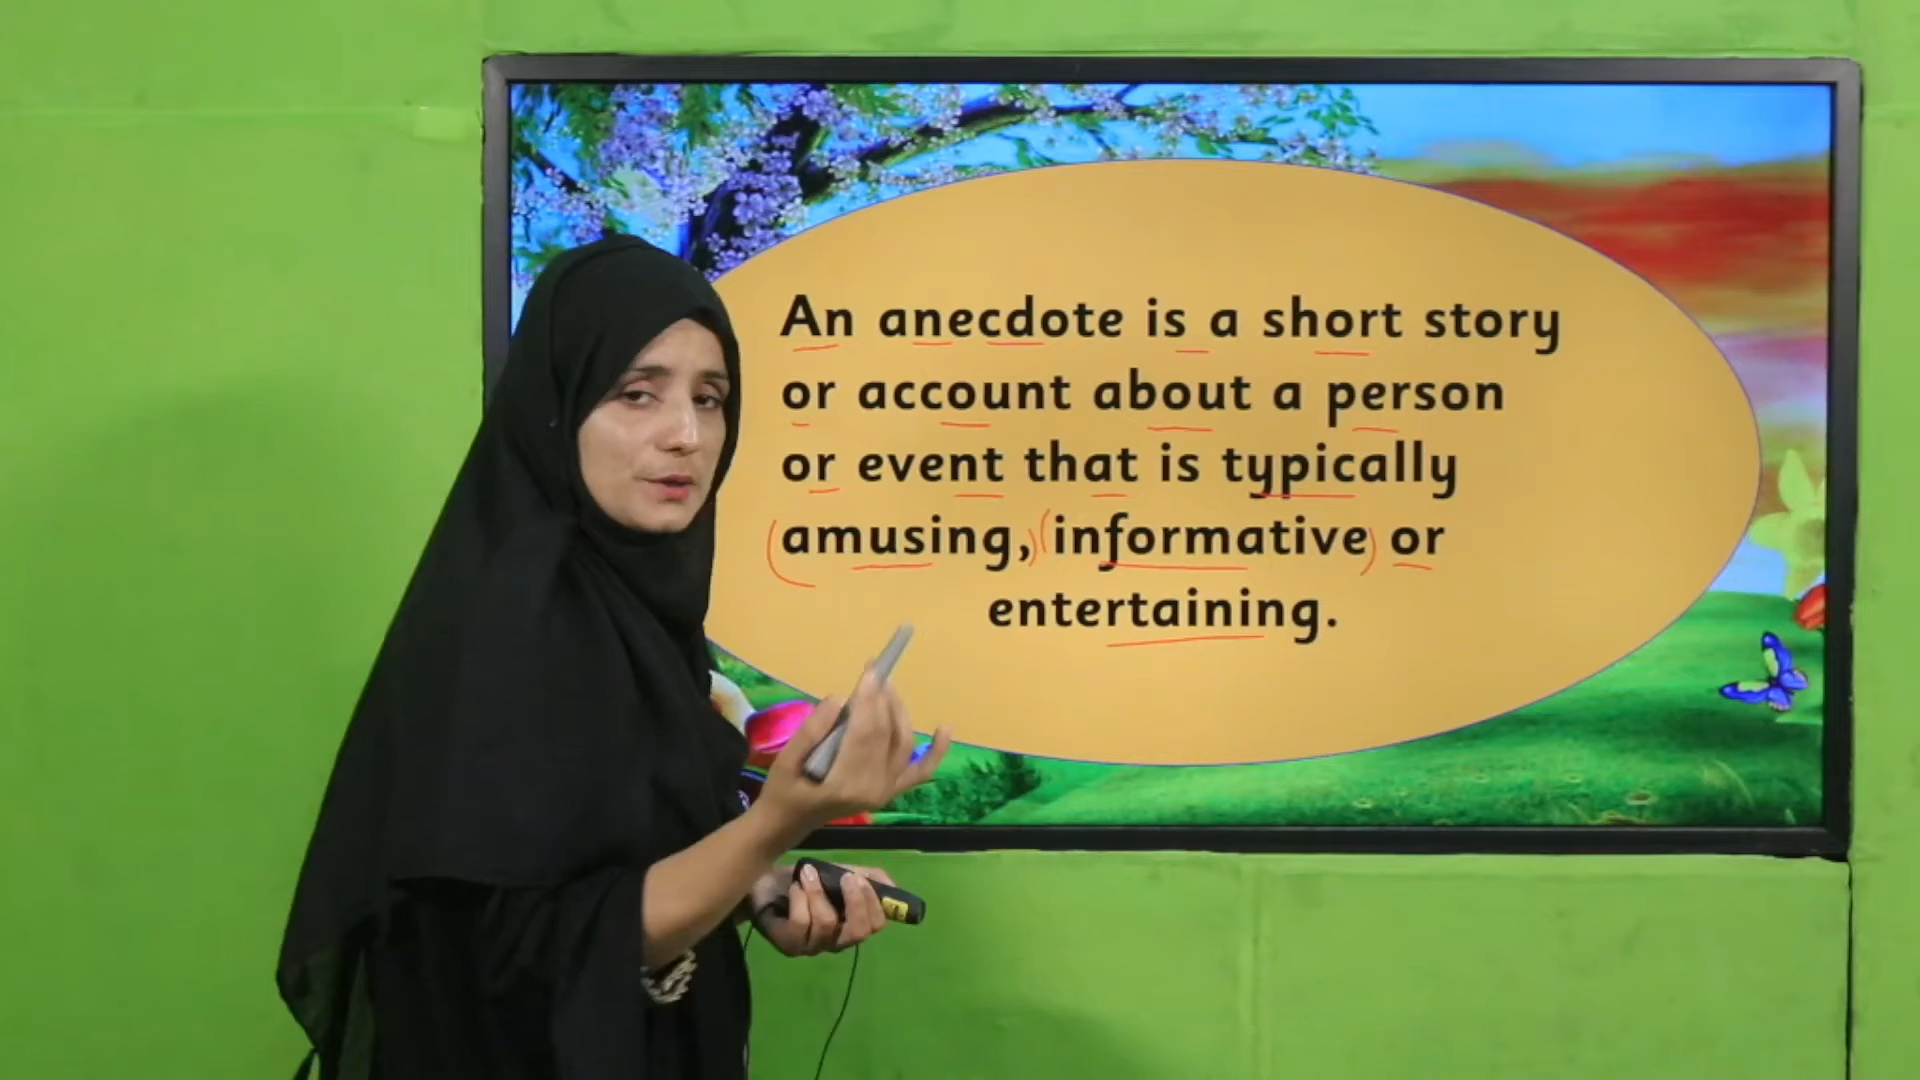 An anecdote is a short story
or account about a person
or event that is typically
amusing, informative or
entertaining.